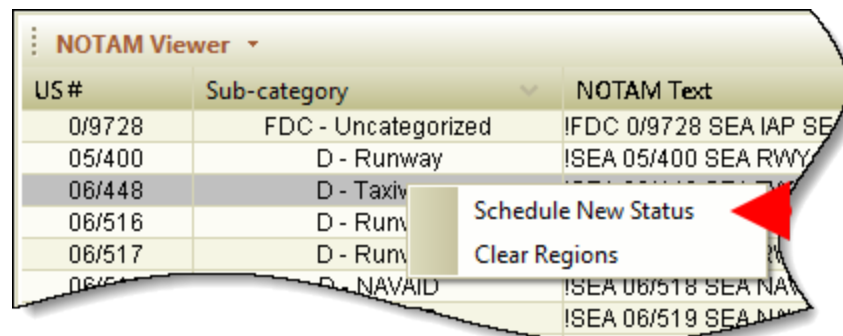 NOTAM Viewer
US # Sub-category NOTAM Text
0/9728 FDC - Uncategorized !FDC 0/9728 SEA IAP SE
05/400 D - Runway !SEA 05/400 SEA RWY
06/448 D -
Schedule New Status
06/516 D -
Clear Regions
06/517 D -
D - NAVAID !SEA 06/518 SEA
!SEA 06/519 SEA